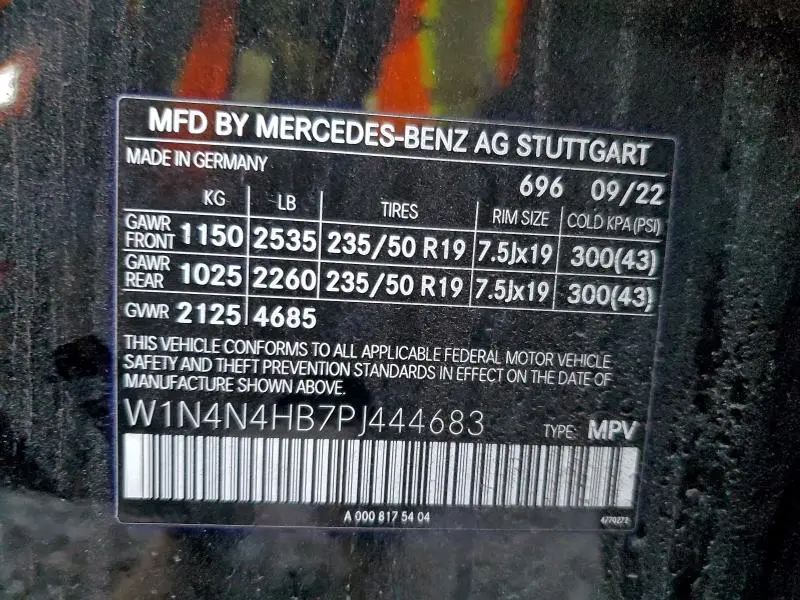 MFD BY MERCEDES-BENZ AG STUTTGART
MADE IN GERMANY
696 09/22
KG LB TIRES RIM SIZE COLD KPA (PSI)
GAWR FRONT 1150 2535 235/50 R19 7.5Jx19 300(43)
GAWR REAR 1025 2260 235/50 R19 7.5Jx19 300(43)
GVWR 2125 4685
THIS VEHICLE CONFORMS TO ALL APPLICABLE FEDERAL MOTOR VEHICLE
SAFETY AND THEFT PREVENTION STANDARDS IN EFFECT ON THE DATE OF
MANUFACTURE SHOWN ABOVE.
W1N4N4HB7PJ444683 TYPE: MPV
A 000 817 54 04 4770272